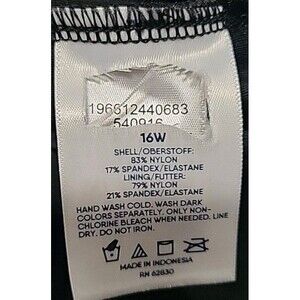 196612440683
540916
16W
SHELL/OBERSTOFF:
83% NYLON
17% SPANDEX/ELASTANE
LINING/FUTTER:
79% NYLON
21% SPANDEX/ELASTANE
HAND WASH COLD. WASH DARK
COLORS SEPARATELY. ONLY NON-
CHLORINE BLEACH WHEN NEEDED. LINE
DRY. DO NOT IRON.
MADE IN INDONESIA
RN 62830